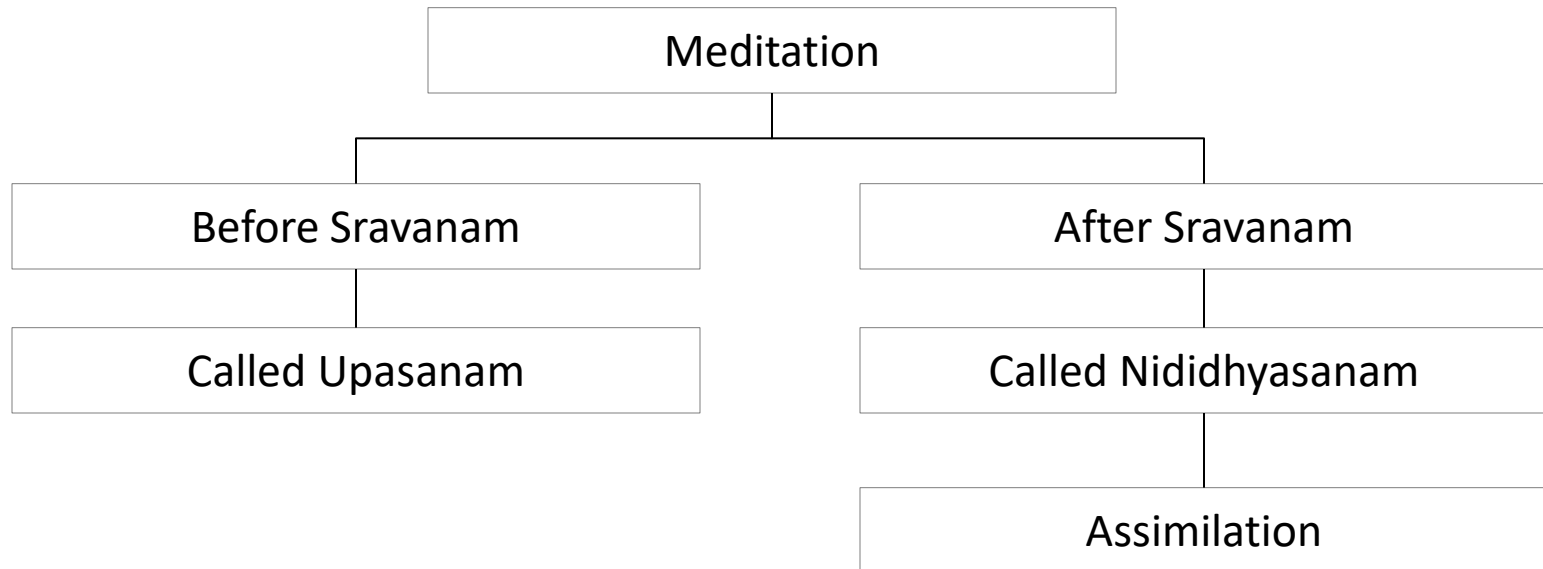 Meditation
Before Sravanam
After Sravanam
Called Upasanam
Called Nididhyasanam
Assimilation